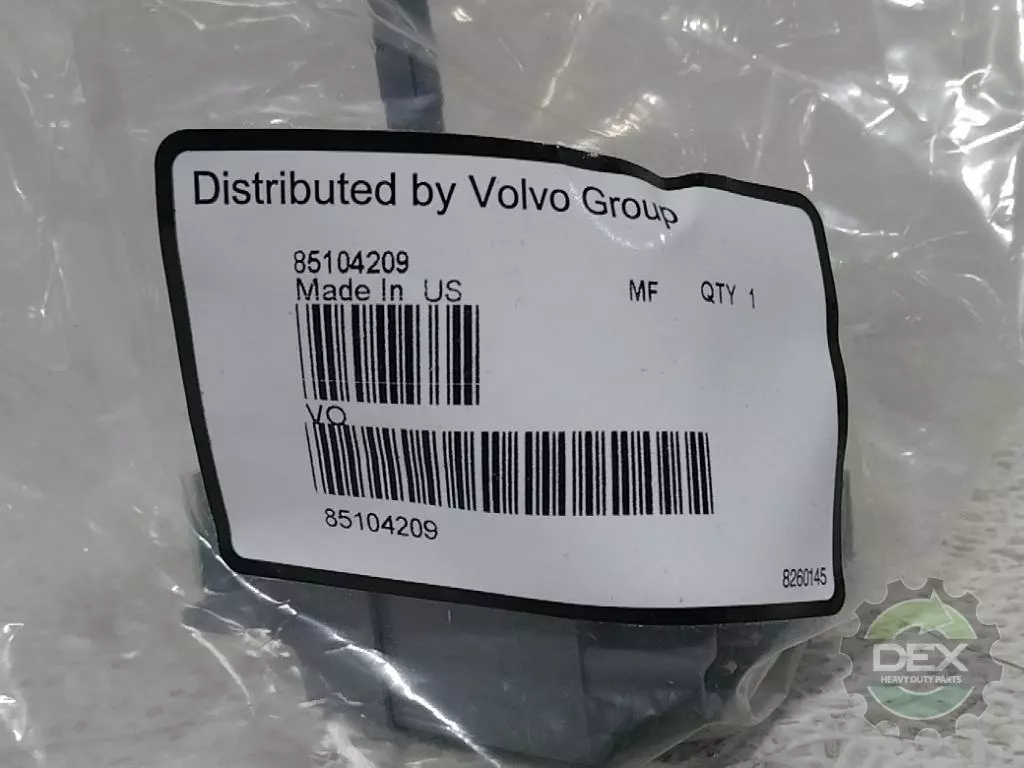 Distributed by Volvo Group
85104209
Made In US
MF QTY 1
VO
85104209
8260145
DEX
HEAVY DUTY PARTS